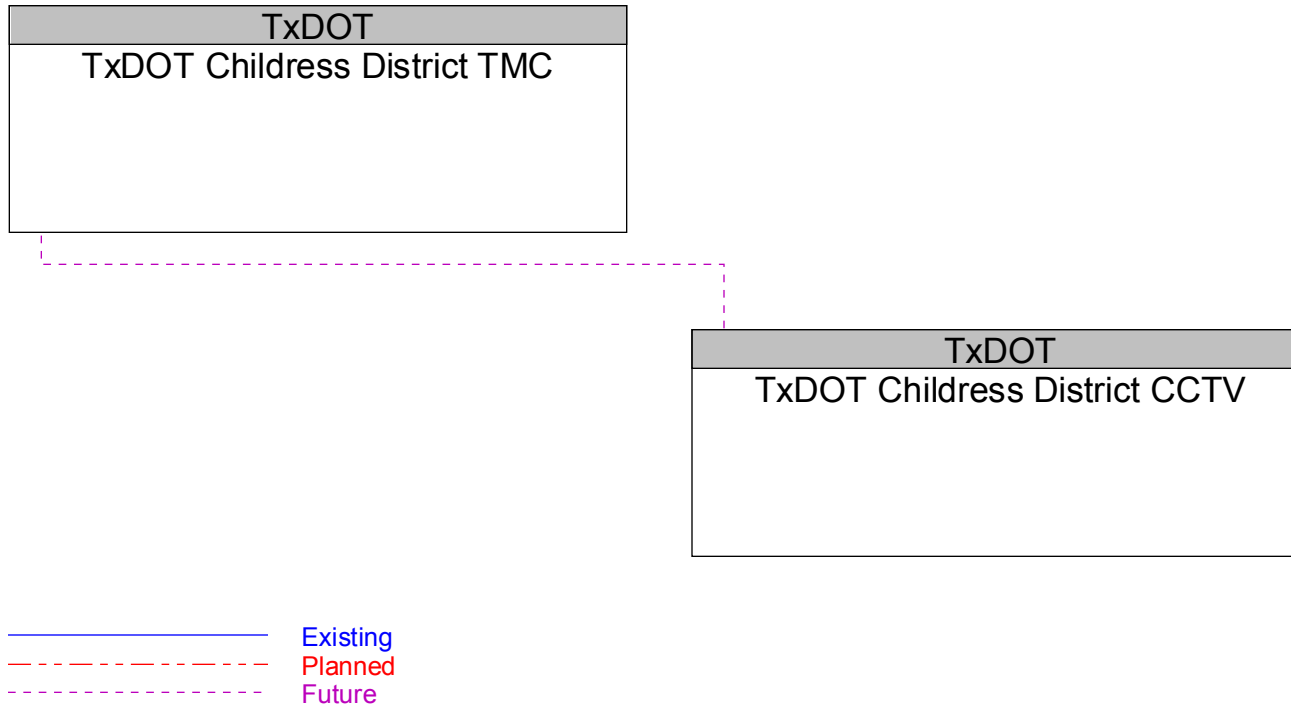 TxDOT
TxDOT Childress District TMC
TxDOT
TxDOT Childress District CCTV
Existing
Planned
Future